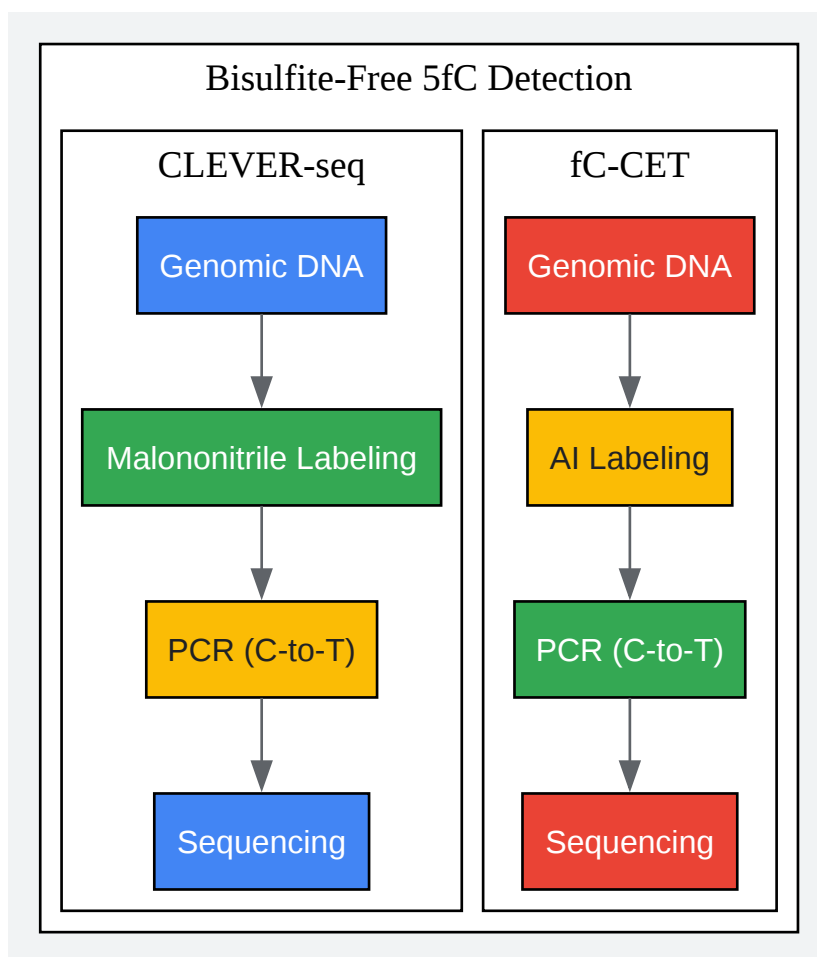 Bisulfite-Free 5fC Detection
CLEVER-seq
Genomic DNA
Malononitrile Labeling
PCR (C-to-T)
Sequencing
fC-CET
Genomic DNA
AI Labeling
PCR (C-to-T)
Sequencing